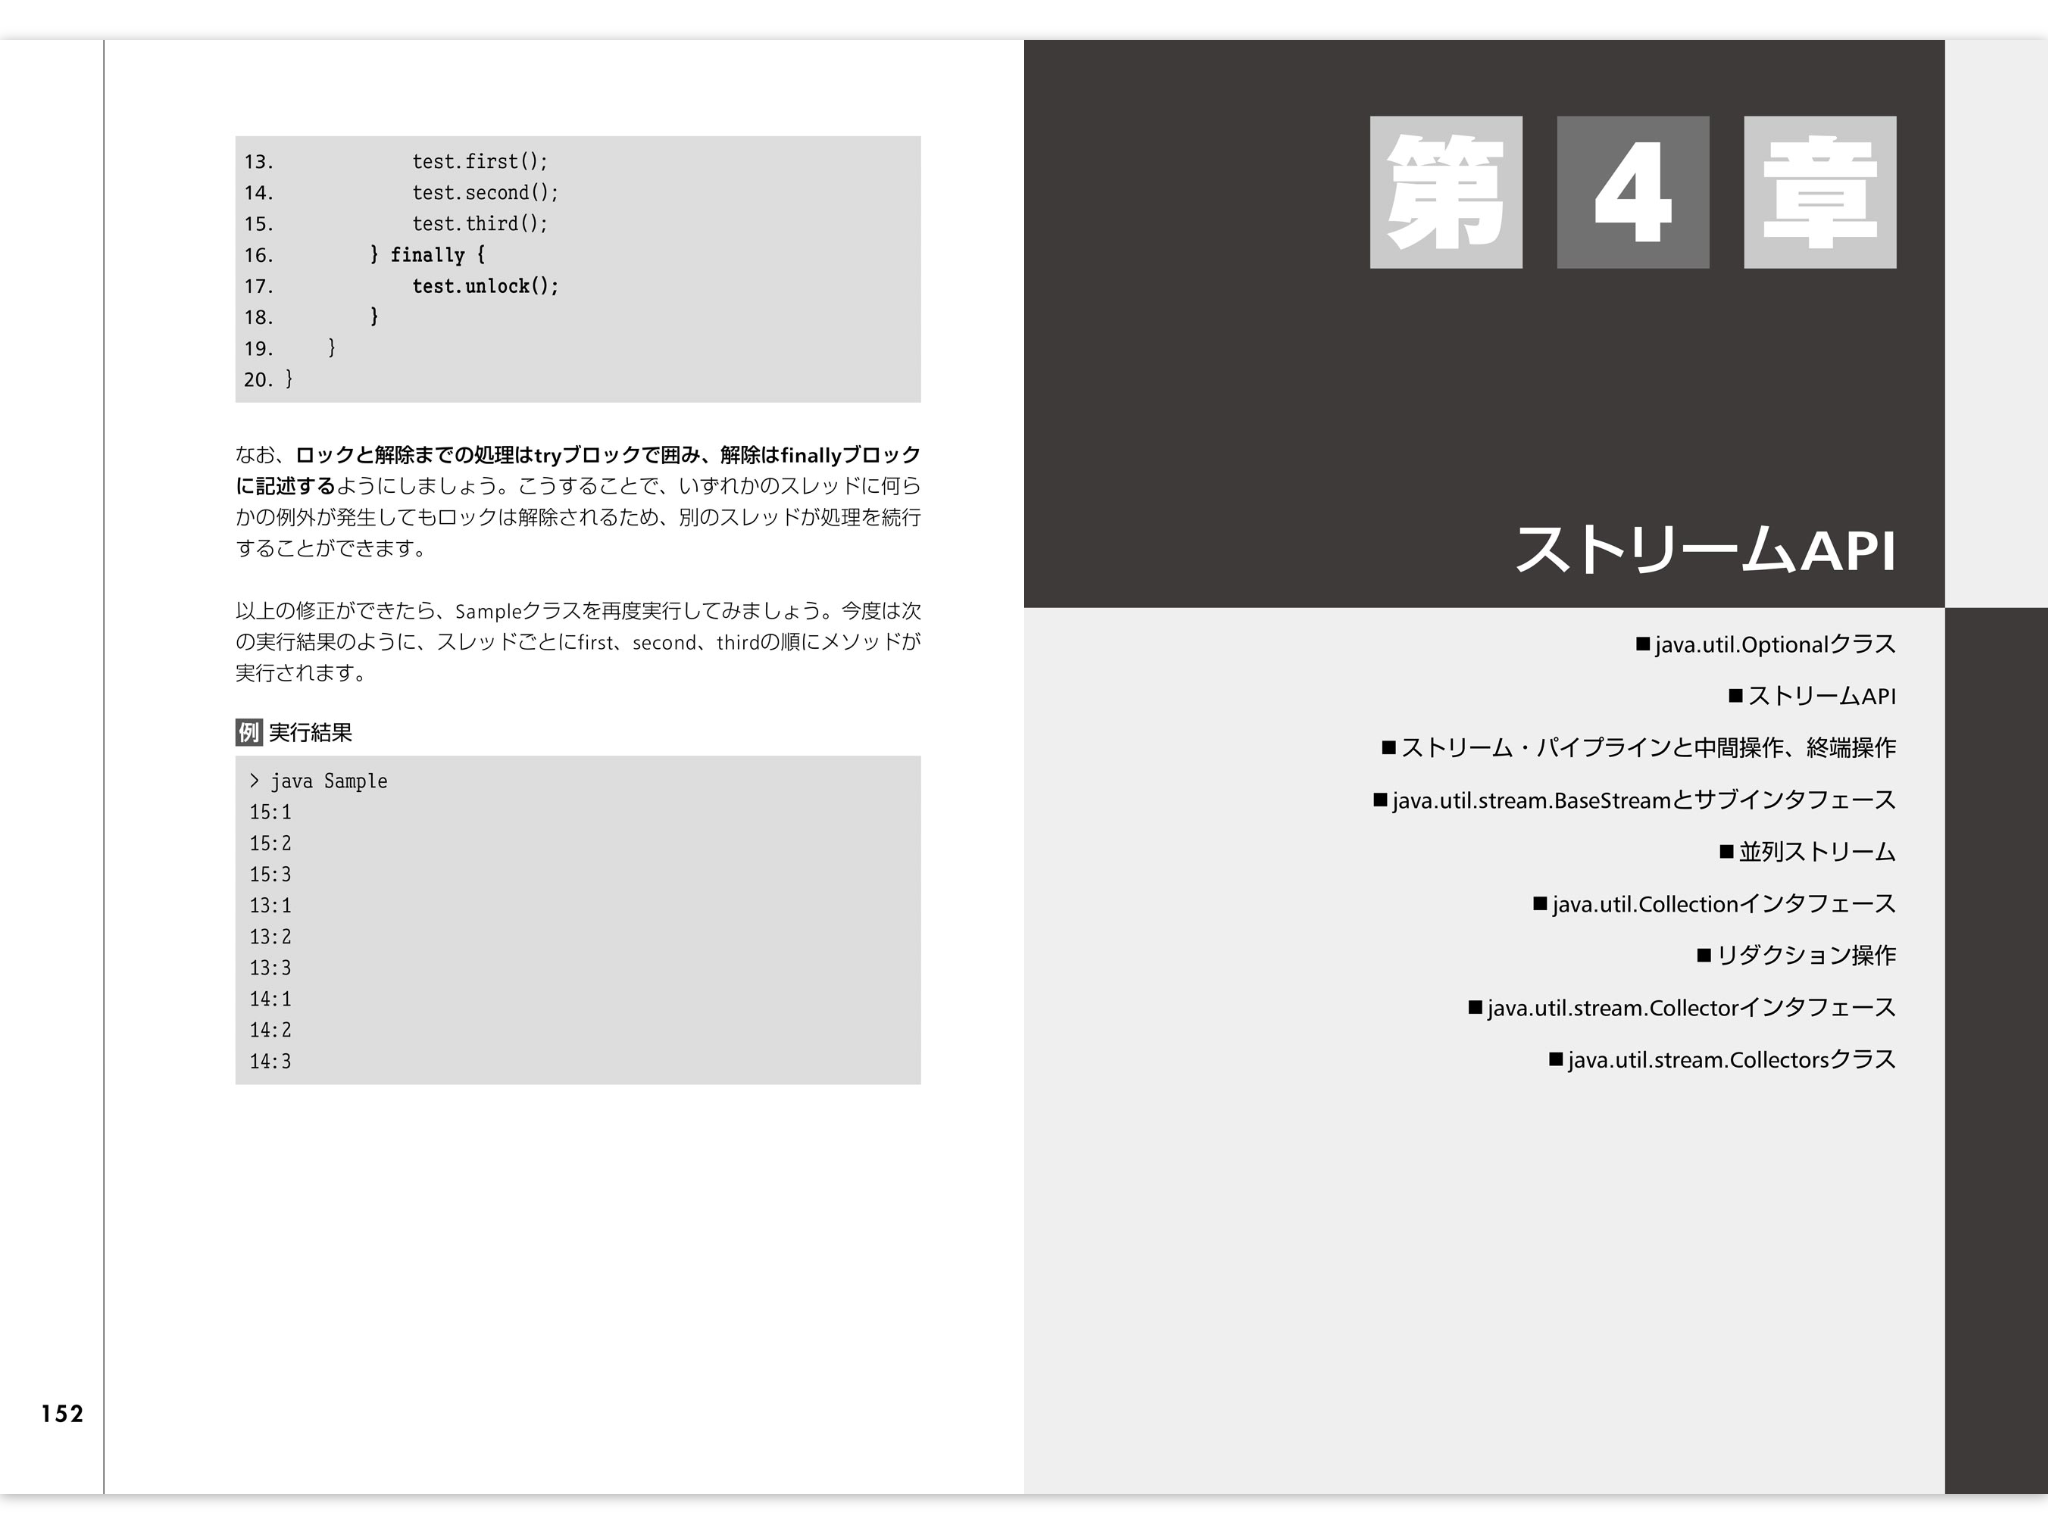 13.             test.first();
14.             test.second();
15.             test.third();
16.         } finally {
17.             test.unlock();
18.         }
19.     }
20. }
なお、ロックと解除までの処理はtryブロックで囲み、解除はfinallyブロック
に記述するようにしましょう。こうすることで、いずれかのスレッドに何ら
かの例外が発生してもロックは解除されるため、別のスレッドが処理を続行
することができます。
以上の修正ができたら、Sampleクラスを再度実行してみましょう。今度は次
の実行結果のように、スレッドごとにfirst、second、thirdの順にメソッドが
実行されます。
例 実行結果
> java Sample
15:1
15:2
15:3
13:1
13:2
13:3
14:1
14:2
14:3
152
第4章
ストリームAPI
■java.util.Optionalクラス
■ストリームAPI
■ストリーム・パイプラインと中間操作、終端操作
■java.util.stream.BaseStreamとサブインタフェース
■並列ストリーム
■java.util.Collectionインタフェース
■リダクション操作
■java.util.stream.Collectorインタフェース
■java.util.stream.Collectorsクラス